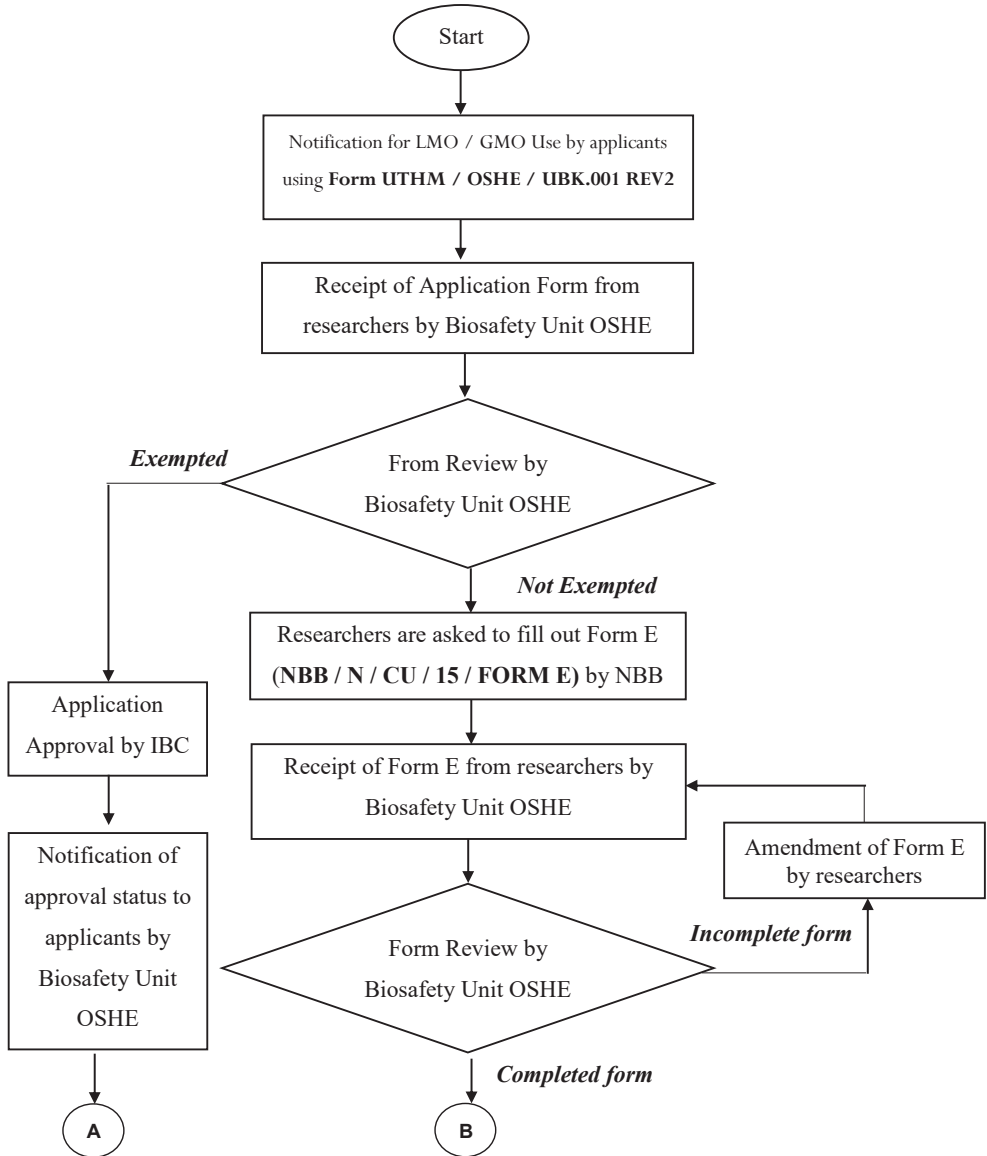 Start
Notification for LMO / GMO Use by applicants
using Form UTHM / OSHE / UBK.001 REV2
Receipt of Application Form from
researchers by Biosafety Unit OSHE
Exempted
From Review by
Biosafety Unit OSHE
Not Exempted
Researchers are asked to fill out Form E
(NBB / N / CU / 15 / FORM E) by NBB
Application
Approval by IBC
Receipt of Form E from researchers by
Biosafety Unit OSHE
Notification of
approval status to
applicants by
Biosafety Unit
OSHE
Amendment of Form E
by researchers
Incomplete form
Form Review by
Biosafety Unit OSHE
Completed form
A
B